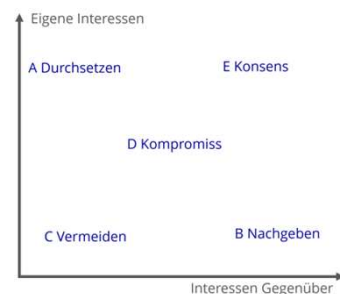 Eigene Interessen
A Durchsetzen
E Konsens
D Kompromiss
C Vermeiden
B Nachgeben
Interessen Gegenüber